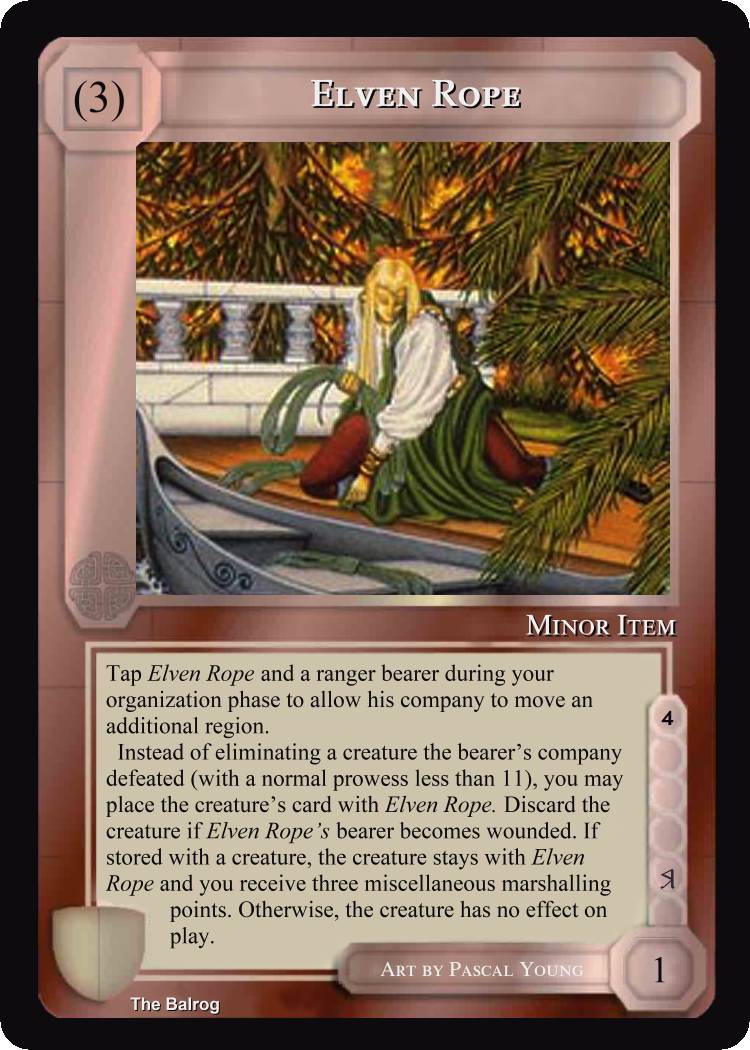 (3)
Elven Rope
Minor Item
Tap Elven Rope and a ranger bearer during your
organization phase to allow his company to move an
additional region.
Instead of eliminating a creature the bearer's company
defeated (with a normal prowess less than 11), you may
place the creature's card with Elven Rope. Discard the
creature if Elven Rope's bearer becomes wounded. If
stored with a creature, the creature stays with Elven
Rope and you receive three miscellaneous marshalling
points. Otherwise, the creature has no effect on
play.
4
Art by Pascal Young
1
The Balrog